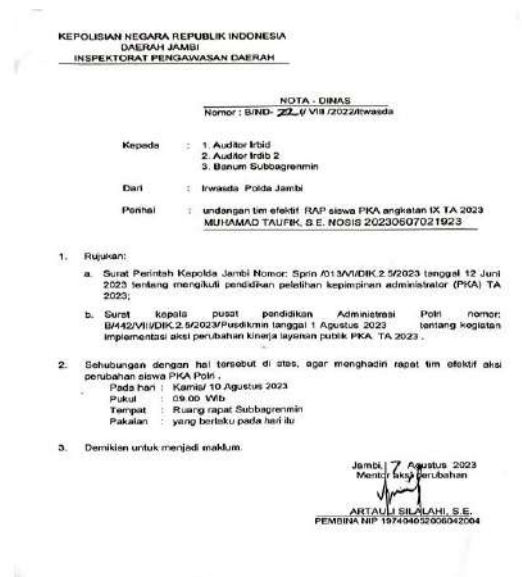 KEPOLISIAN NEGARA REPUBLIK INDONESIA
DAERAH JAMBI
INSPEKTORAT PENGAWASAN DAERAH
NOTA - DINAS
Nomor : B/ND- / VIII /2022/Itwasda
Kepada : 1. Auditor Irbid
2. Auditor Irdib 2
3. Banum Subbagrenmin
Dari : Irwasda Polda Jambi
Perihal : undangan tim efektif RAP siswa PKA angkatan IX TA 2023
MUHAMAD TAUFIK, S.E. NOSIS 20230607021923
1. Rujukan:
a. Surat Perintah Kapolda Jambi Nomor: Sprin /013/VI/DIK.2.5/2023 tanggal 12 Juni
2023 tentang mengikuti pendidikan pelatihan kepimpinan administrator (PKA) TA
2023;
b. Surat kepala pusat pendidikan Administrasi Polri nomor:
B/442/VIII/DIK.2.5/2023/Pusdikmin tanggal 1 Agustus 2023 tentang kegiatan
implementasi aksi perubahan kinerja layanan publik PKA. TA 2023 .
2. Sehubungan dengan hal tersebut di atas, agar menghadiri rapat tim efektif aksi
perubahan siswa PKA Polri .
Pada hari : Kamis/ 10 Agustus 2023
Pukul : 09.00 Wib
Tempat : Ruang rapat Subbagrenmin
Pakaian : yang berlaku pada hari itu
3. Demikian untuk menjadi maklum.
Jambi, 7 Agustus 2023
Mentor aksi perubahan
ARTAULI SILALAHI, S.E.
PEMBINA NIP 197404052006042004